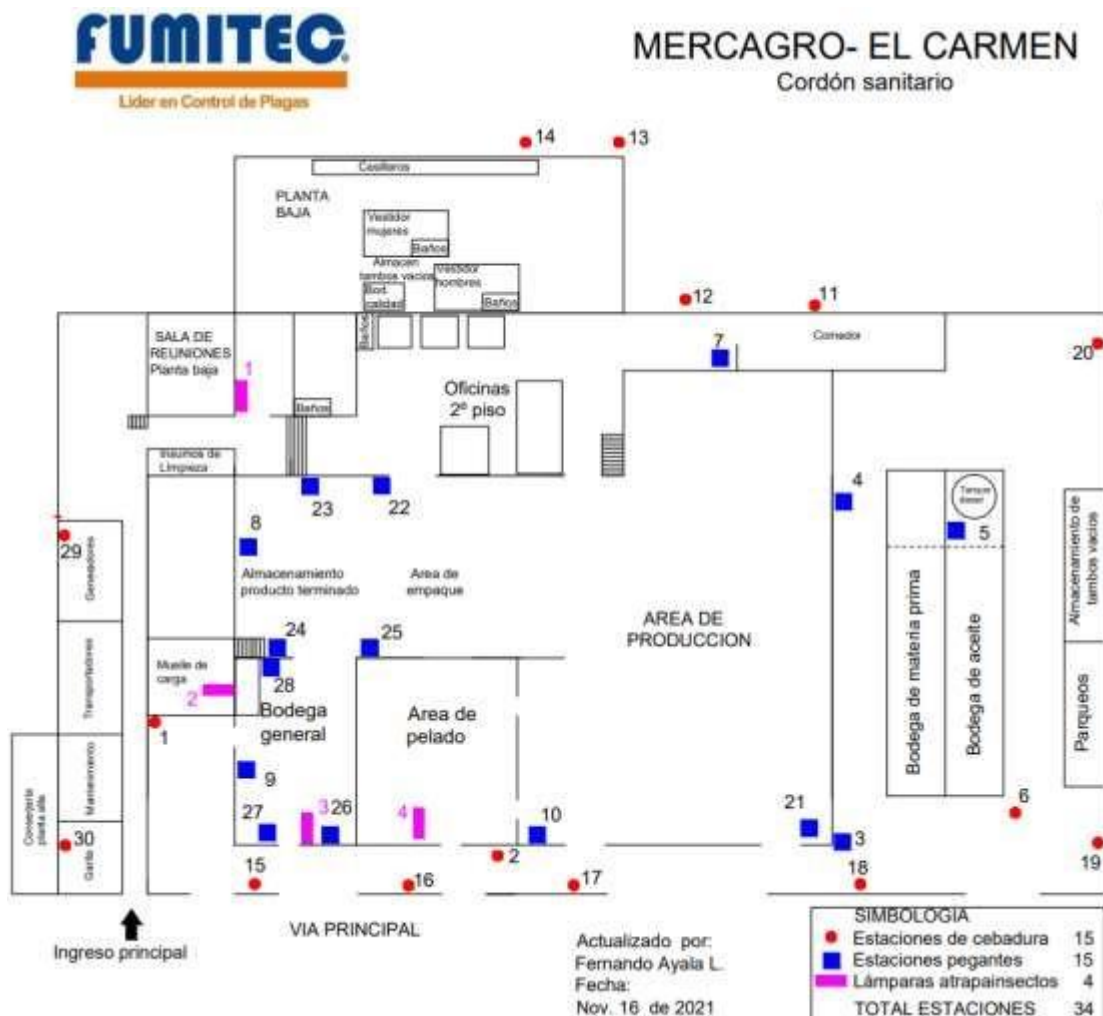 FUMITEC
Lider en Control de Plagas
MERCAGRO- EL CARMEN
Cordón sanitario
14
13
Casilleros
PLANTA
BAJA
Vestidor
mujeres
Baños
Almacen
tambos vacios
Vestidor
hombres
Bod.
calidad
Baños
12
11
Baños
SALA DE
REUNIONES
Planta baja
1
7
Comedor
20
Oficinas
2º piso
Baños
Insumos de
Limpieza
23
22
4
Tanque
diesel
5
8
29
Generadores
Almacenamiento
producto terminado
Area de
empaque
Almacenamiento de
tambos vacios
AREA DE
PRODUCCION
Bodega de materia prima
Bodega de aceite
24
25
Transportadores
Muelle de
carga
2
28
Bodega
general
Area de
pelado
Parqueos
1
9
Mantenimiento
Conserjeria
planta alta
27
3
26
4
10
21
3
6
30
Garita
2
15
16
17
18
19
VIA PRINCIPAL
Ingreso principal
Actualizado por:
Fernando Ayala L.
Fecha:
Nov. 16 de 2021
SIMBOLOGIA
Estaciones de cebadura 15
Estaciones pegantes 15
Lámparas atrapainsectos 4
TOTAL ESTACIONES 34